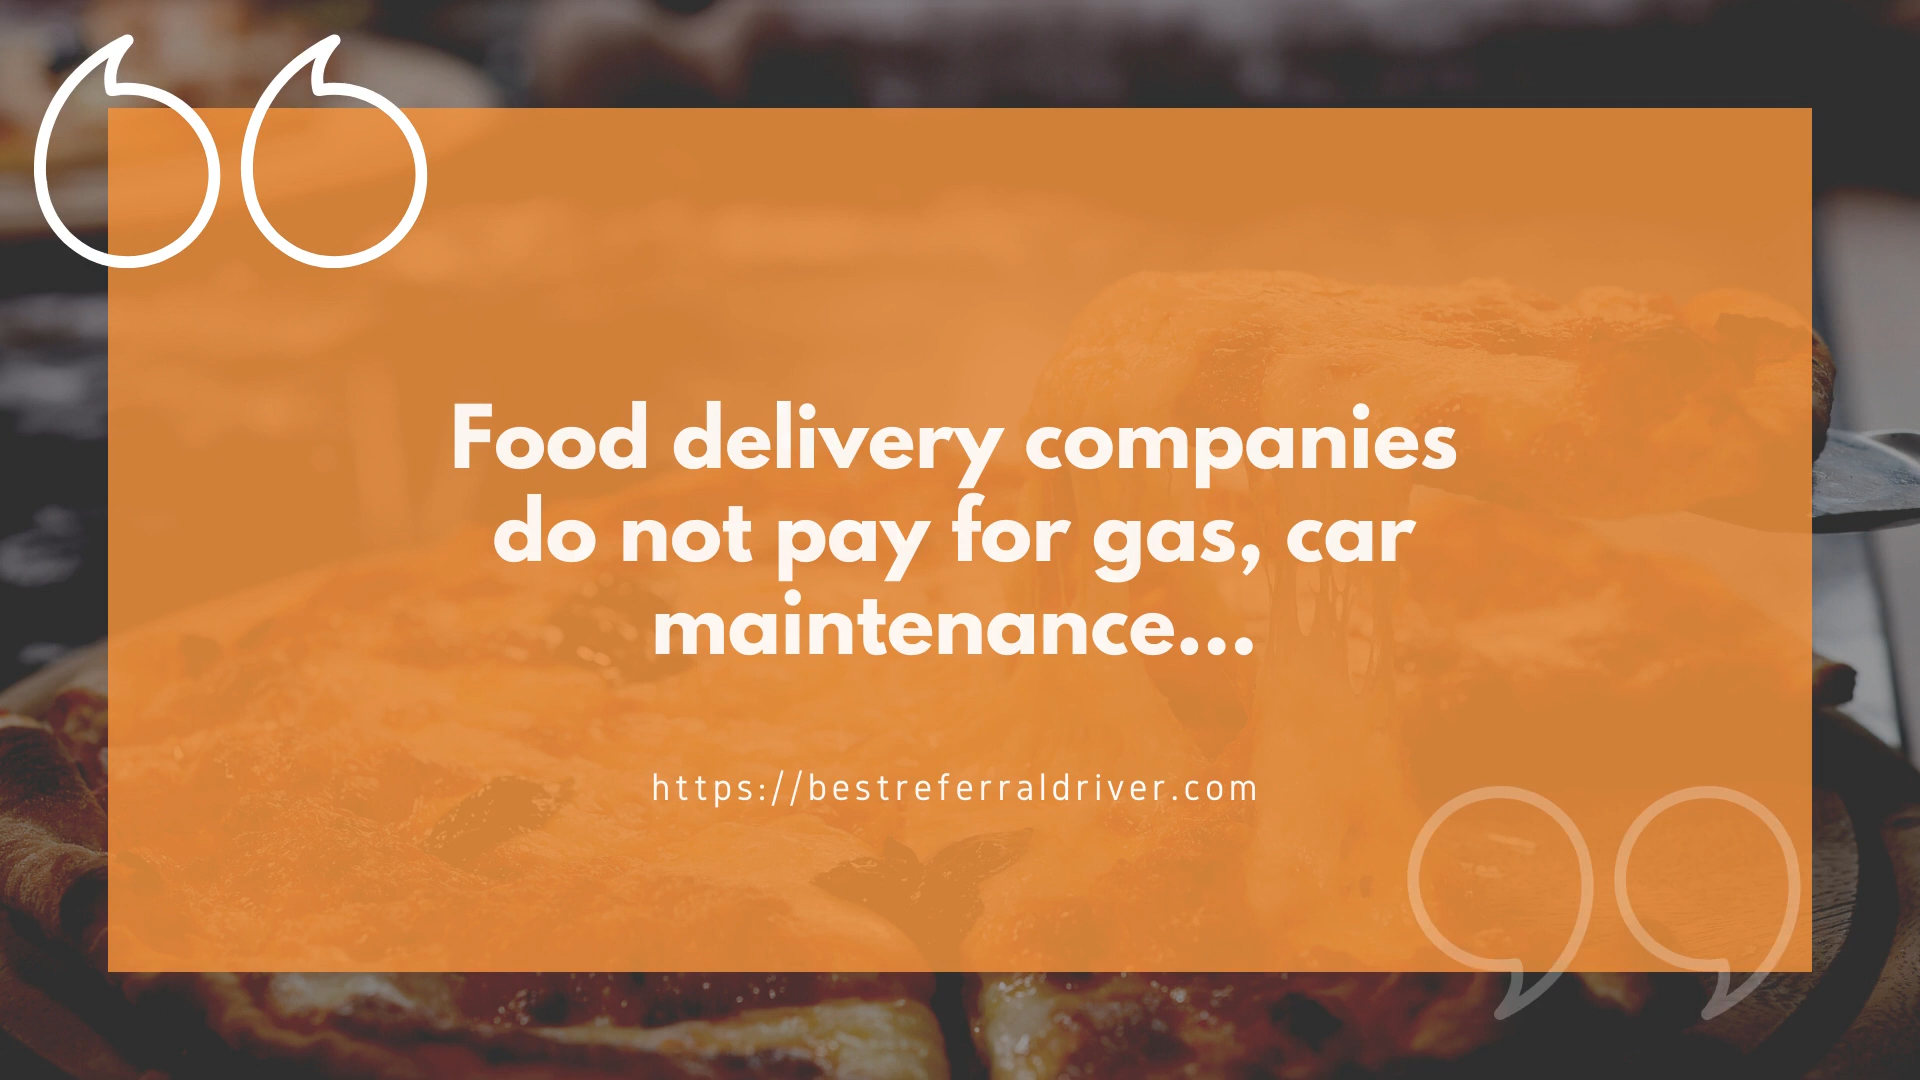 Food delivery companies
do not pay for gas, car
maintenance...
https://bestreferraldriver.com